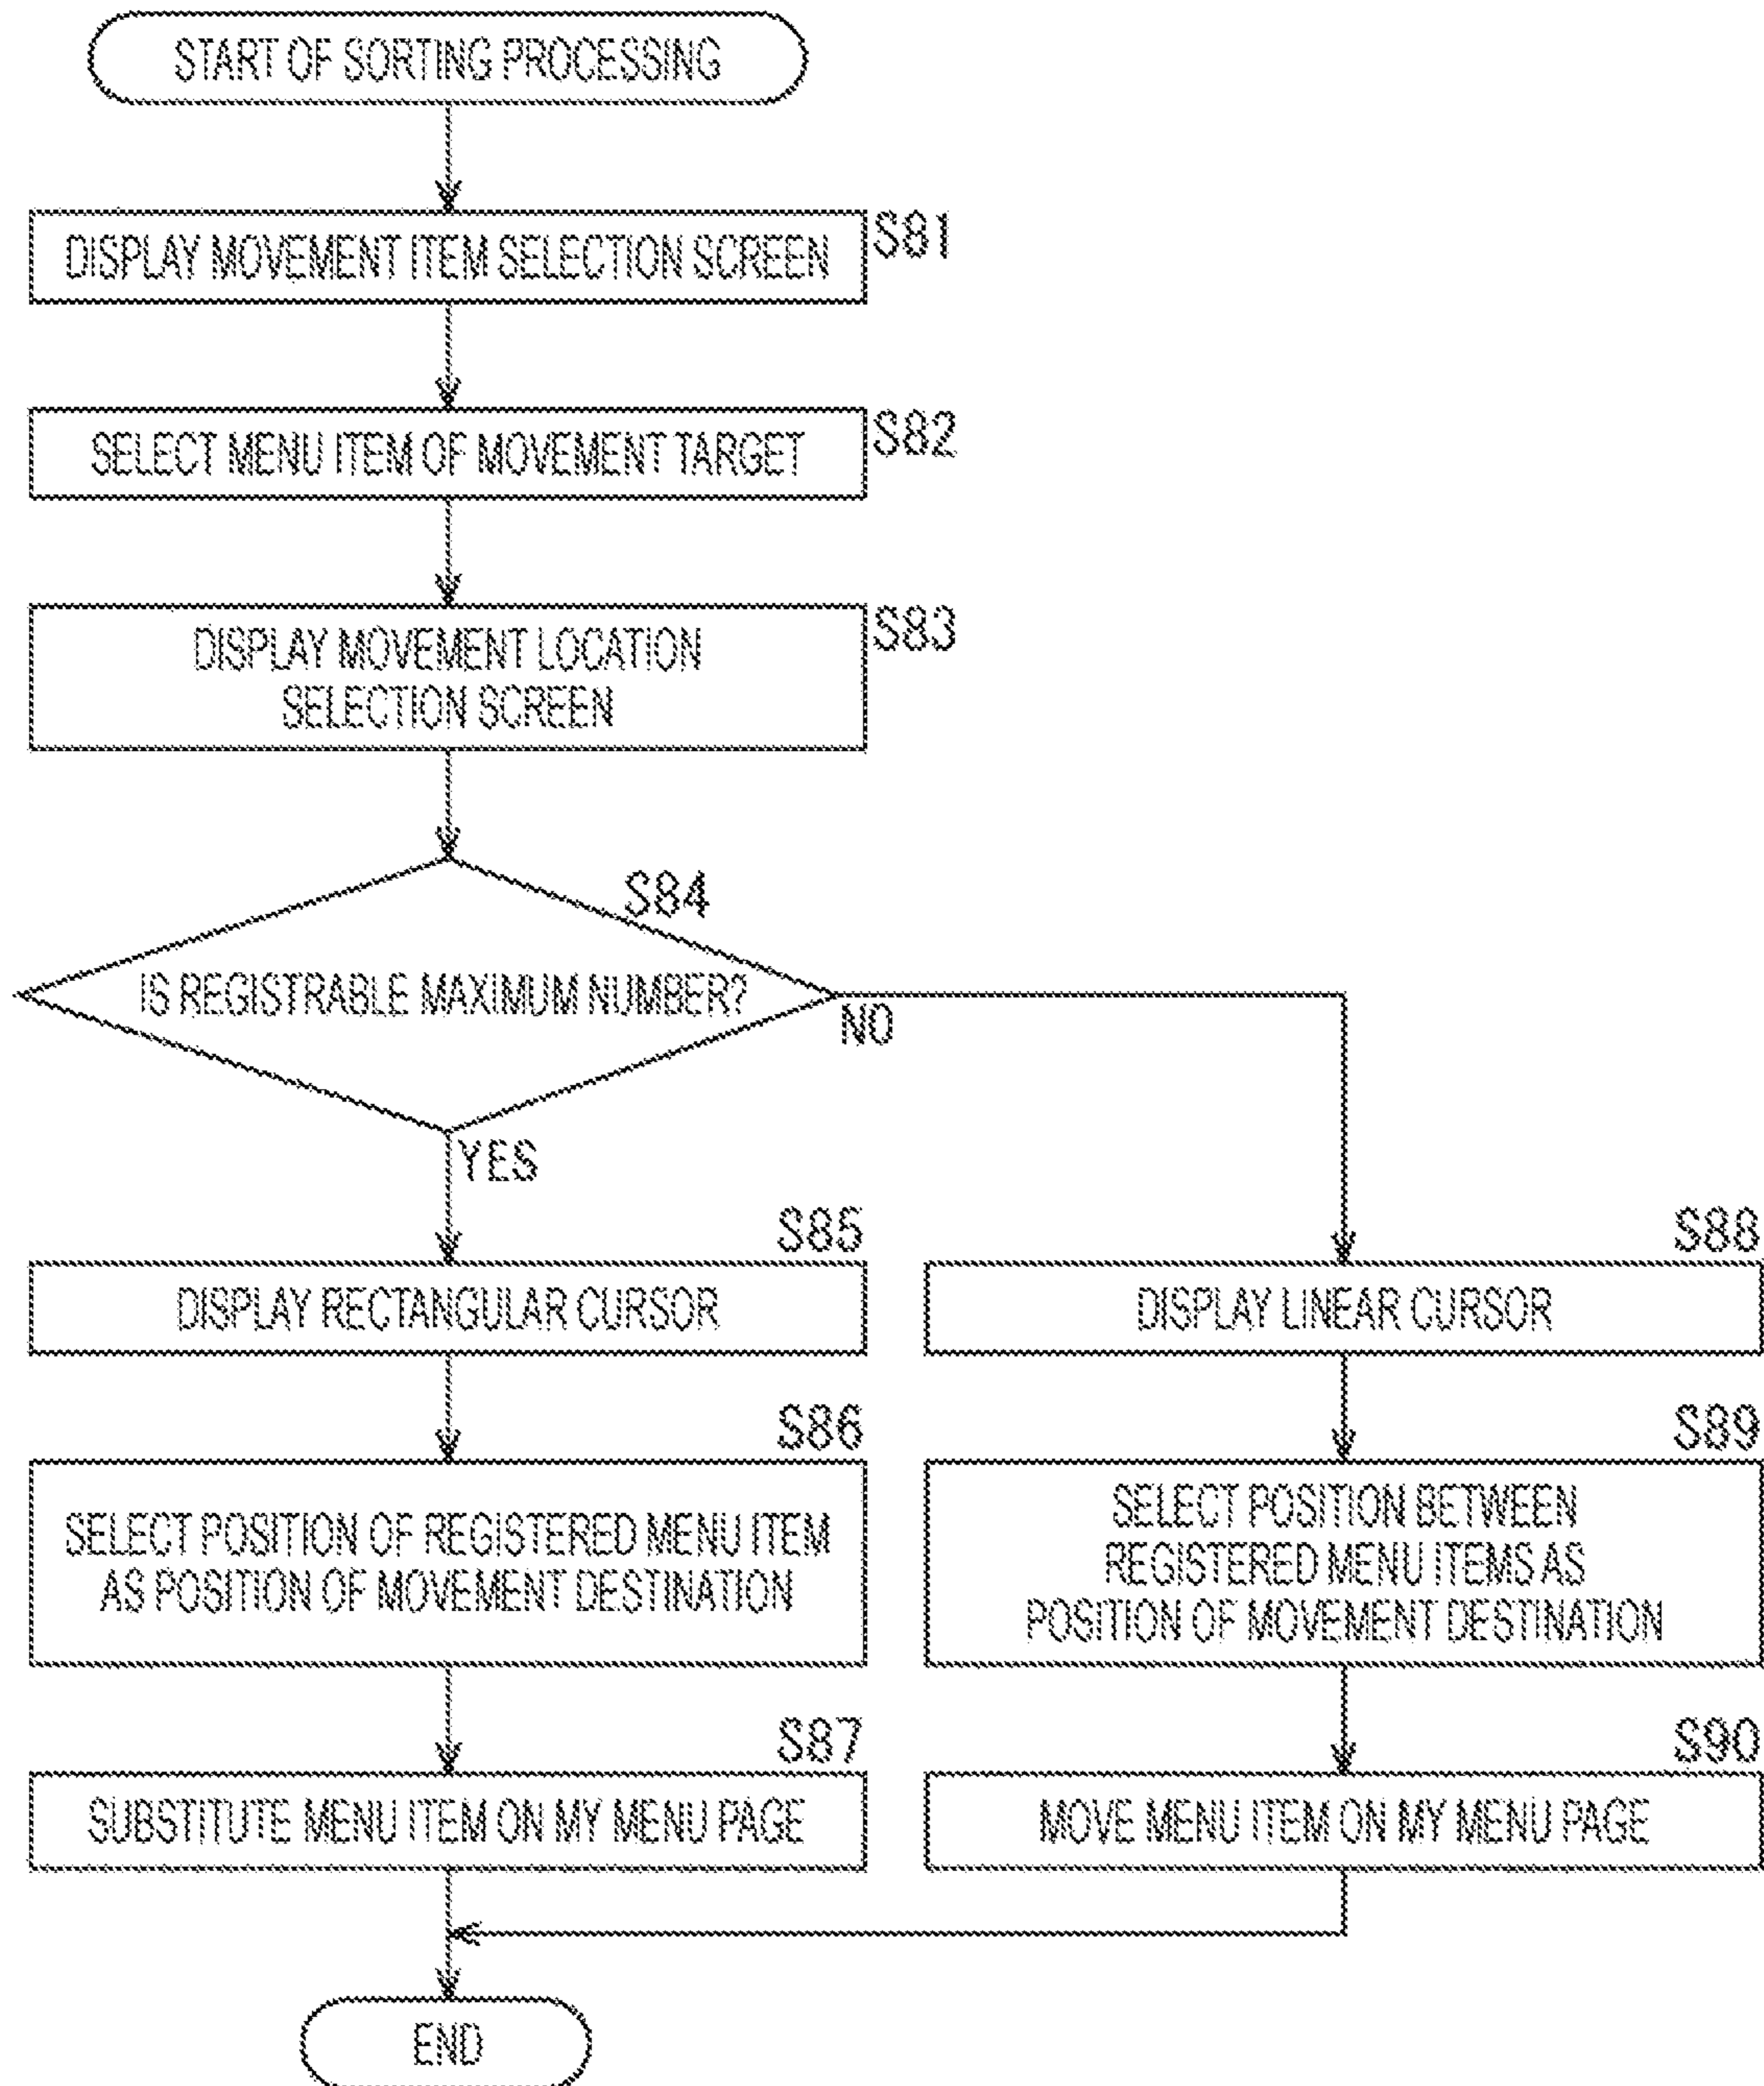 START OF SORTING PROCESSING
DISPLAY MOVEMENT ITEM SELECTION SCREEN
S81
SELECT MENU ITEM OF MOVEMENT TARGET
S82
DISPLAY MOVEMENT LOCATION
SELECTION SCREEN
S83
S84
IS REGISTRABLE MAXIMUM NUMBER?
NO
YES
S85
DISPLAY RECTANGULAR CURSOR
S86
SELECT POSITION OF REGISTERED MENU ITEM
AS POSITION OF MOVEMENT DESTINATION
S87
SUBSTITUTE MENU ITEM ON MY MENU PAGE
S88
DISPLAY LINEAR CURSOR
S89
SELECT POSITION BETWEEN
REGISTERED MENU ITEMS AS
POSITION OF MOVEMENT DESTINATION
S90
MOVE MENU ITEM ON MY MENU PAGE
END